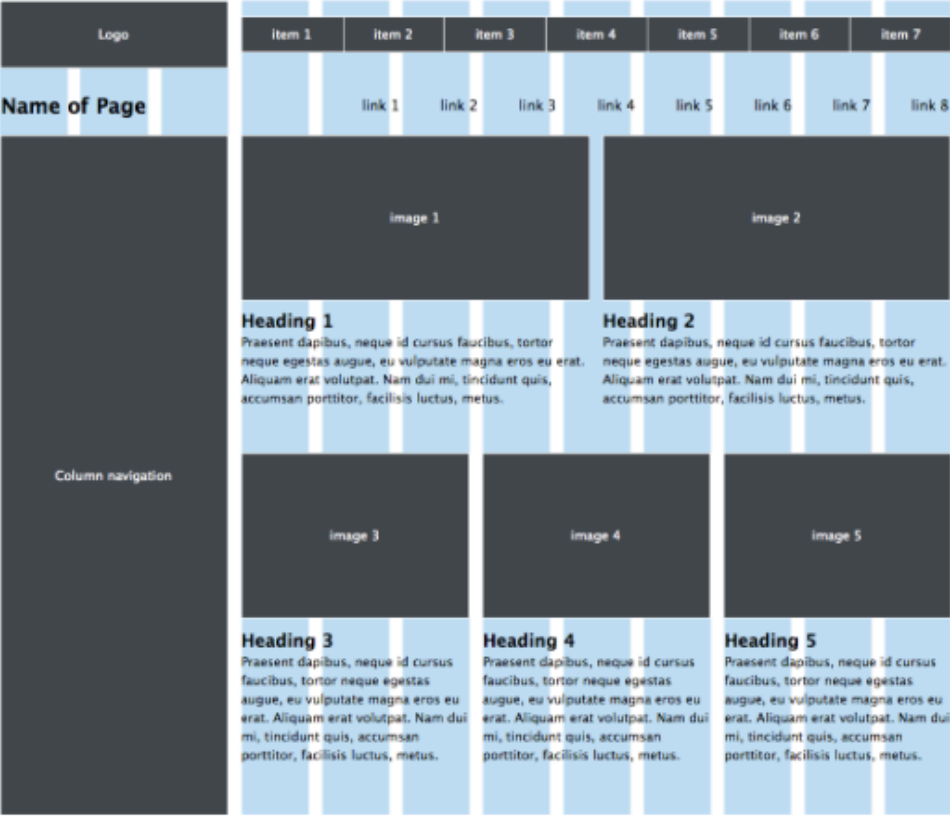 Logo
item 1 item 2 item 3 item 4 item 5 item 6 item 7
Name of Page
link 1 link 2 link 3 link 4 link 5 link 6 link 7 link 8
Column navigation
image 1
Heading 1
Praesent dapibus, neque id cursus faucibus, tortor
neque egestas augue, eu vulputate magna eros eu erat.
Aliquam erat volutpat. Nam dui mi, tincidunt quis,
accumsan porttitor, facilisis luctus, metus.
image 2
Heading 2
Praesent dapibus, neque id cursus faucibus, tortor
neque egestas augue, eu vulputate magna eros eu erat.
Aliquam erat volutpat. Nam dui mi, tincidunt quis,
accumsan porttitor, facilisis luctus, metus.
image 3
Heading 3
Praesent dapibus, neque id cursus
faucibus, tortor neque egestas
augue, eu vulputate magna eros eu
erat. Aliquam erat volutpat. Nam dui
mi, tincidunt quis, accumsan
porttitor, facilisis luctus, metus.
image 4
Heading 4
Praesent dapibus, neque id cursus
faucibus, tortor neque egestas
augue, eu vulputate magna eros eu
erat. Aliquam erat volutpat. Nam dui
mi, tincidunt quis, accumsan
porttitor, facilisis luctus, metus.
image 5
Heading 5
Praesent dapibus, neque id cursus
faucibus, tortor neque egestas
augue, eu vulputate magna eros eu
erat. Aliquam erat volutpat. Nam dui
mi, tincidunt quis, accumsan
porttitor, facilisis luctus, metus.